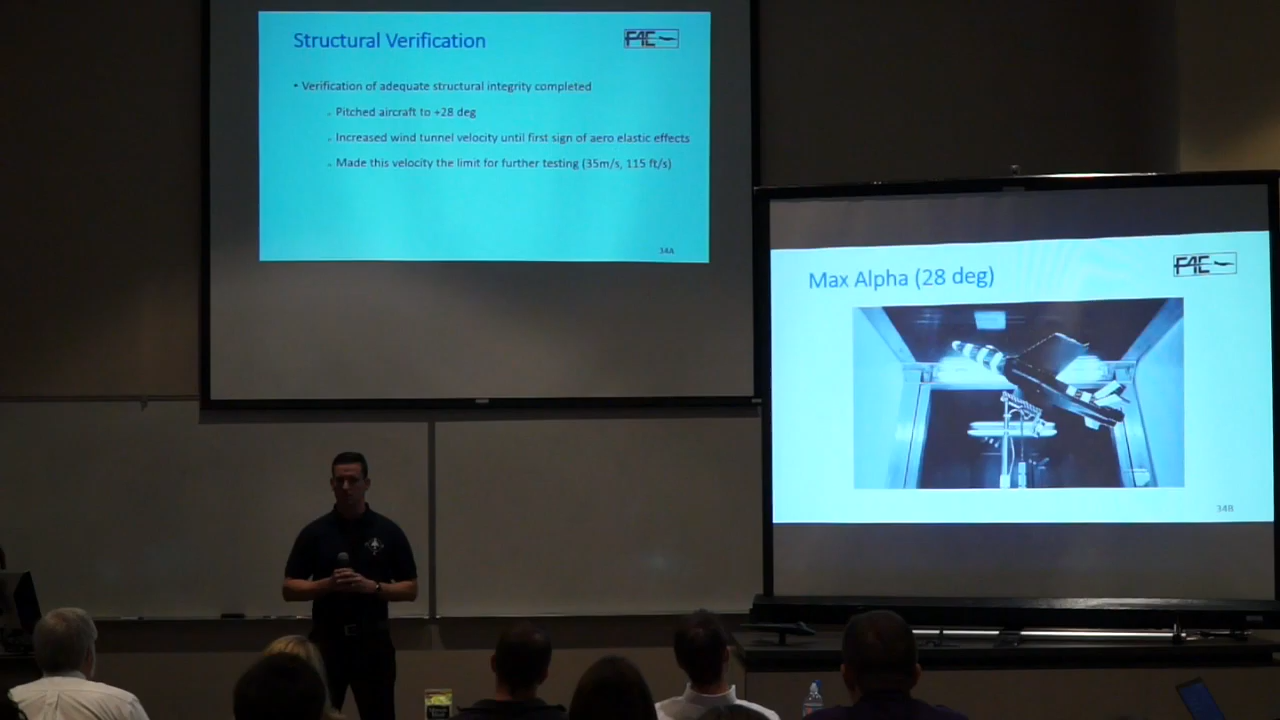 Structural Verification
F4E
• Verification of adequate structural integrity completed
Pitched aircraft to +28 deg
Increased wind tunnel velocity until first sign of aero elastic effects
Made this velocity the limit for further testing (35m/s, 115 ft/s)
34A
Max Alpha (28 deg)
F4E
34B